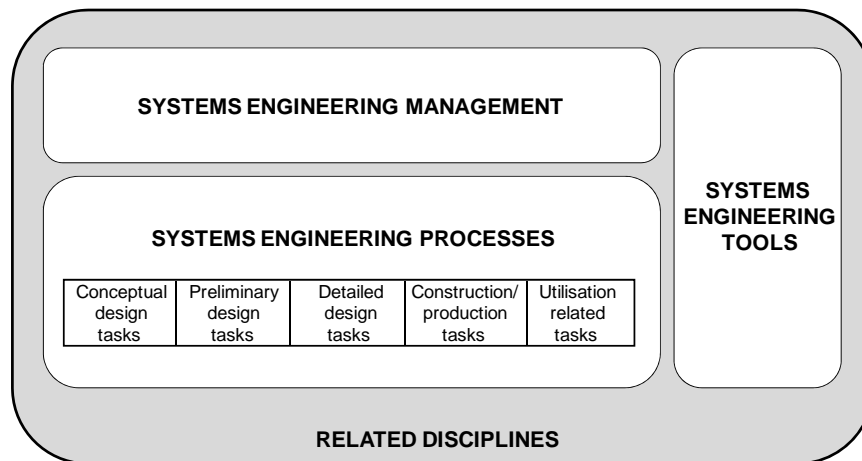 SYSTEMS ENGINEERING MANAGEMENT
SYSTEMS
ENGINEERING
TOOLS
SYSTEMS ENGINEERING PROCESSES
Conceptual
design
tasks
Preliminary
design
tasks
Detailed
design
tasks
Construction/
production
tasks
Utilisation
related
tasks
RELATED DISCIPLINES